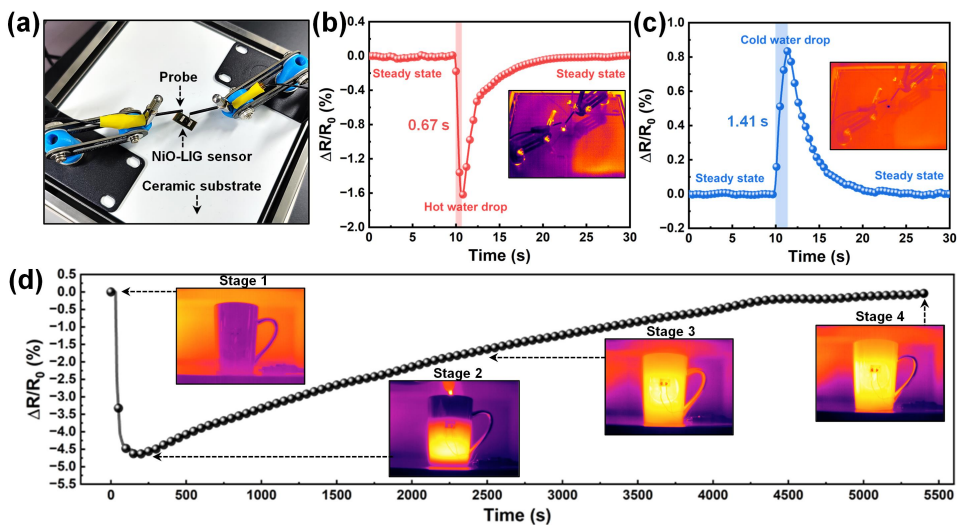 (a)
Probe
NiO-LIG sensor
Ceramic substrate
(b)
ΔR/R0 (%)
0.4
0.0
-0.4
-0.8
-1.2
-1.6
-2.0
Steady state
Steady state
0.67 s
Hot water drop
0 5 10 15 20 25 30
Time (s)
(c)
ΔR/R0 (%)
1.0
0.8
0.6
0.4
0.2
0.0
-0.2
Cold water drop
1.41 s
Steady state
Steady state
0 5 10 15 20 25 30
Time (s)
(d)
ΔR/R0 (%)
0.5
0.0
-0.5
-1.0
-1.5
-2.0
-2.5
-3.0
-3.5
-4.0
-4.5
-5.0
-5.5
Stage 1
Stage 2
Stage 3
Stage 4
0 500 1000 1500 2000 2500 3000 3500 4000 4500 5000 5500
Time (s)